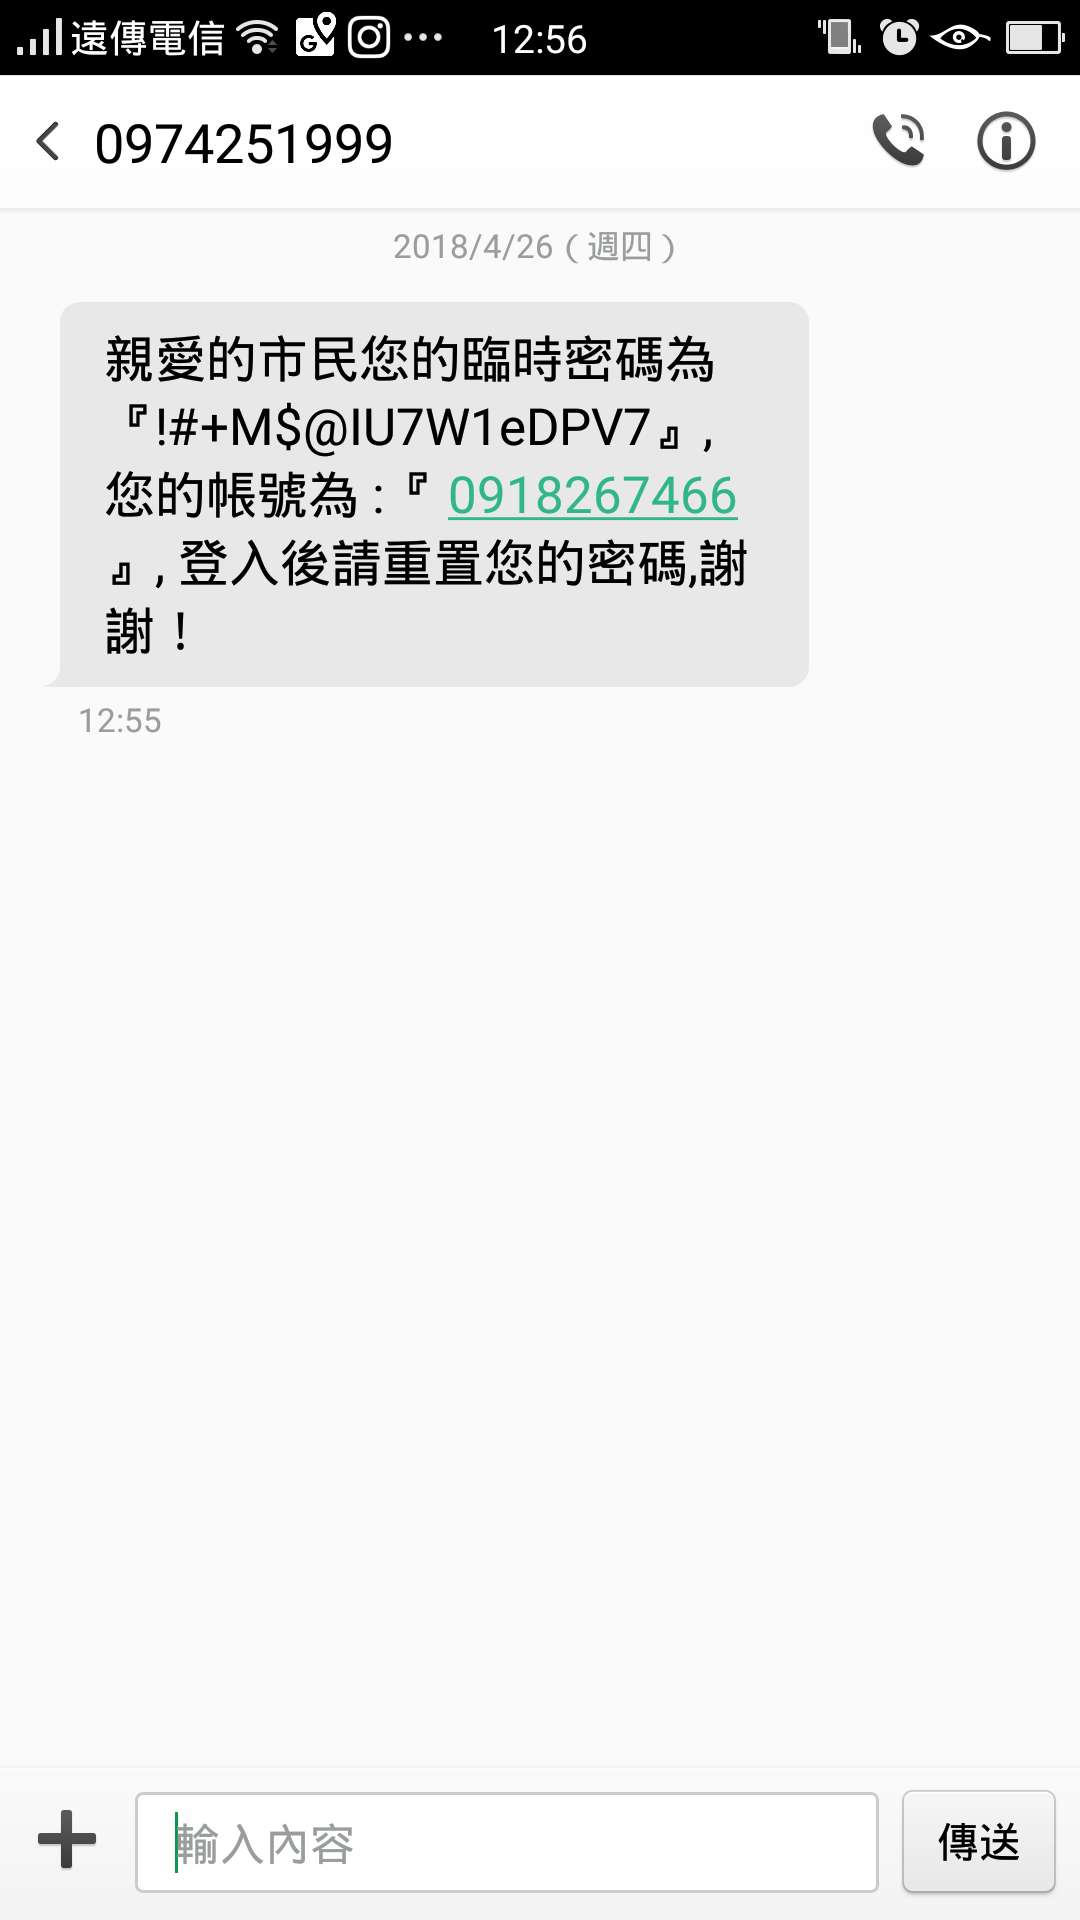 遠傳電信 12:56
0974251999
2018/4/26（週四）
親愛的市民您的臨時密碼為
『!#+M$@IU7W1eDPV7』,
您的帳號為 : 『 0918267466
』, 登入後請重置您的密碼,謝
謝！
12:55
輸入內容
傳送